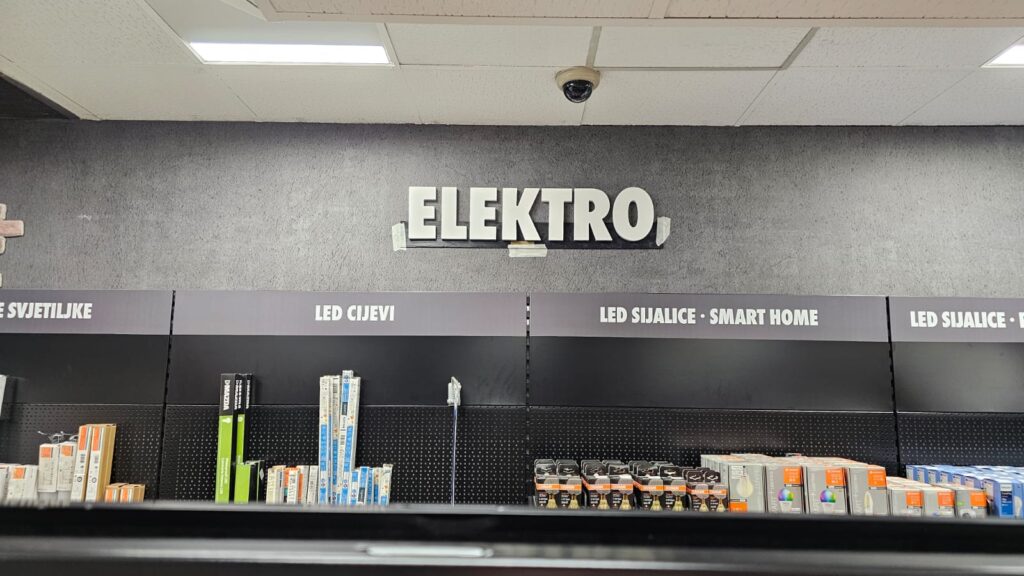 ELEKTRO
E SVJETILJKE
LED CIJEVI
LED SIJALICE · SMART HOME
LED SIJALICE ·